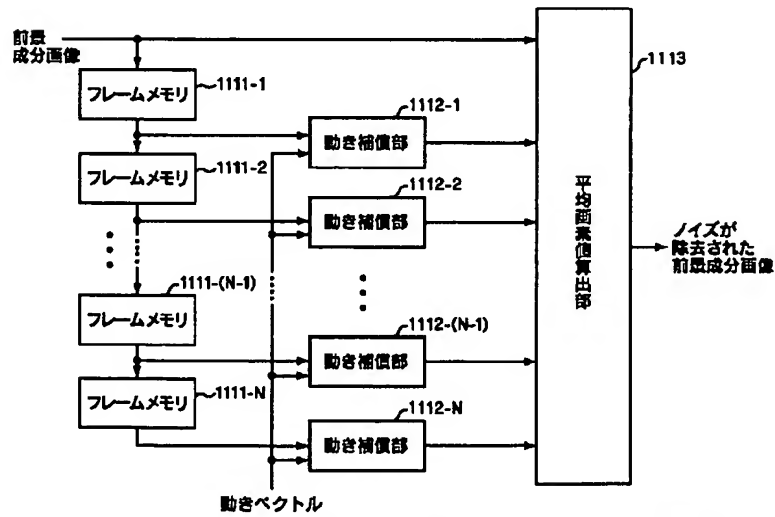 前景
成分画像
フレームメモリ
1111-1
フレームメモリ
1111-2
フレームメモリ
1111-(N-1)
フレームメモリ
1111-N
動き補償部
1112-1
動き補償部
1112-2
動き補償部
1112-(N-1)
動き補償部
1112-N
動きベクトル
平均画素値算出部
1113
ノイズが
除去された
前景成分画像